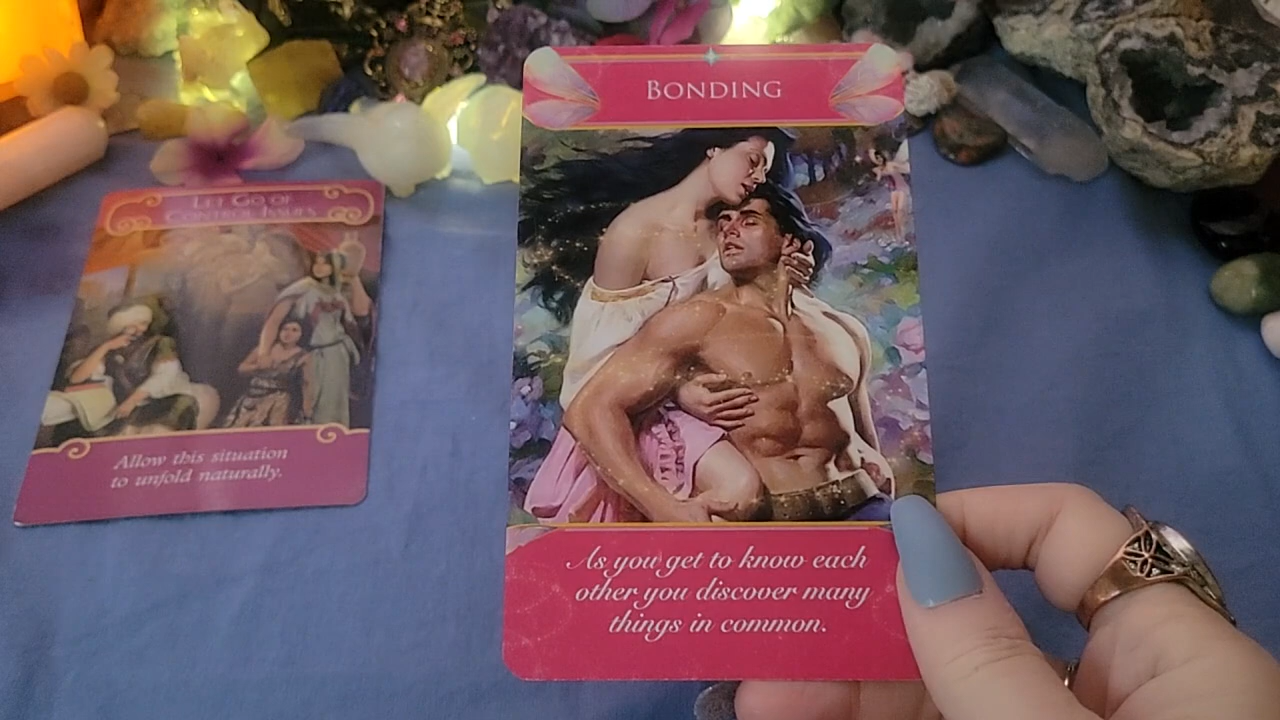 Let Go of
Control Issues
Allow this situation
to unfold naturally.
Bonding
As you get to know each
other you discover many
things in common.